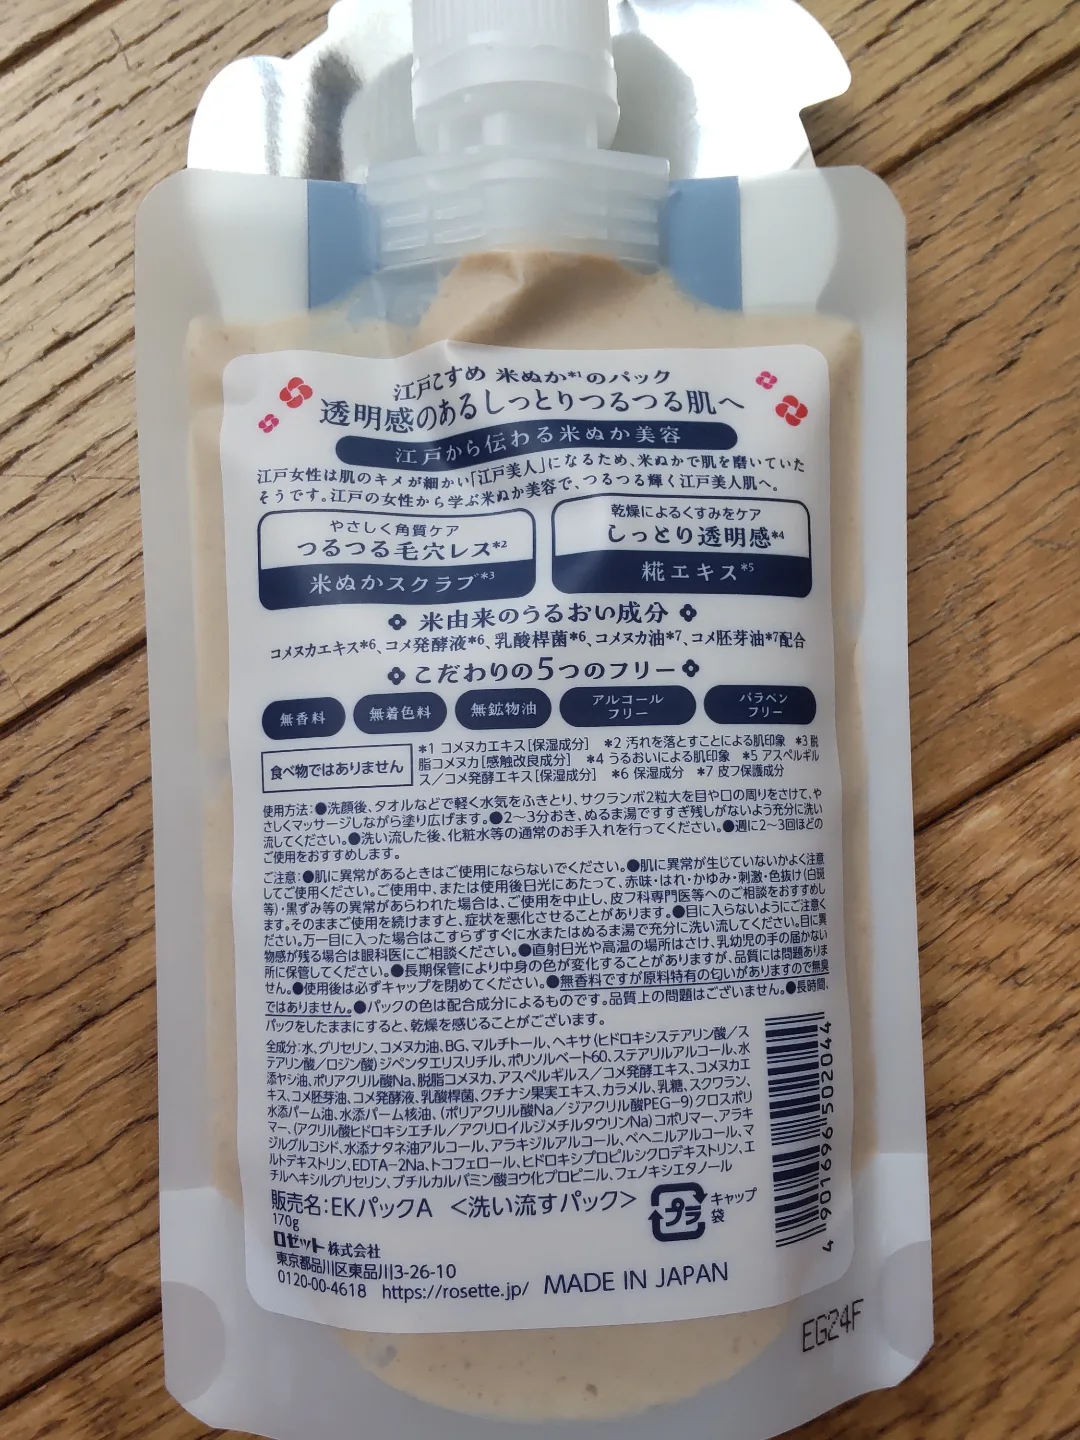 江戸こすめ 米ぬか*1のパック
透明感のあるしっとりつるつる肌へ
江戸から伝わる米ぬか美容
江戸女性は肌のキメが細かい「江戸美人」になるため、米ぬかで肌を磨いていた
そうです。江戸の女性から学ぶ米ぬか美容で、つるつる輝く江戸美人肌へ。
やさしく角質ケア
つるつる毛穴レス*2
米ぬかスクラブ*3
乾燥によるくすみをケア
しっとり透明感*4
糀エキス*5
米由来のうるおい成分
コメヌカエキス*6、コメ発酵液*6、乳酸桿菌*6、コメヌカ油*7、コメ胚芽油*7配合
こだわりの5つのフリー
無香料
無着色料
無鉱物油
アルコール
フリー
パラベン
フリー
食べ物ではありません
*1 コメヌカエキス[保湿成分] *2 汚れを落とすことによる肌印象 *3 脱
脂コメヌカ[感触改良成分] *4 うるおいによる肌印象 *5 アスペルギル
ス/コメ発酵エキス[保湿成分] *6 保湿成分 *7 皮フ保護成分
使用方法:●洗顔後、タオルなどで軽く水気をふきとり、サクランボ2粒大を目や口の周りをさけて、や
さしくマッサージしながら塗り広げます。●2〜3分おき、ぬるま湯ですすぎ残しがないよう充分に洗い
流してください。●洗い流した後、化粧水等の通常のお手入れを行ってください。●週に2〜3回ほどの
ご使用をおすすめします。
ご注意:●肌に異常があるときはご使用にならないでください。●肌に異常が生じていないかよく注意
してご使用ください。ご使用中、または使用後日光にあたって、赤味・はれ・かゆみ・刺激・色抜け(白斑
等)・黒ずみ等の異常があらわれた場合は、ご使用を中止し、皮フ科専門医等へのご相談をおすすめし
ます。そのままご使用を続けますと、症状を悪化させることがあります。●目に入らないようにご注意く
ださい。万一目に入った場合はこすらずすぐに水またはぬるま湯で充分に洗い流してください。目に異
物感が残る場合は眼科医にご相談ください。●直射日光や高温の場所はさけ、乳幼児の手の届かない
所に保管してください。●長期保管により中身の色が変化することがありますが、品質には問題ありま
せん。●使用後は必ずキャップを閉めてください。●無香料ですが原料特有の匂いがありますので無臭
ではありません。●パックの色は配合成分によるものです。品質上の問題はございません。●長時間、
パックをしたままにすると、乾燥を感じることがございます。
全成分:水、グリセリン、コメヌカ油、BG、マルチトール、ヘキサ(ヒドロキシステアリン酸/ス
テアリン酸/ロジン酸)ジペンタエリスリチル、ポリソルベート60、ステアリルアルコール、水
添ヤシ油、ポリアクリル酸Na、脱脂コメヌカ、アスペルギルス/コメ発酵エキス、コメヌカエ
キス、コメ胚芽油、コメ発酵液、乳酸桿菌、クチナシ果実エキス、カラメル、乳糖、スクワラン、
水添パーム油、水添パーム核油、(ポリアクリル酸Na/ジアクリル酸PEG-9)クロスポリ
マー、(アクリル酸ヒドロキシエチル/アクリロイルジメチルタウリンNa)コポリマー、アラキ
ジルグルコシド、水添ナタネ油アルコール、アラキジルアルコール、ベヘニルアルコール、マ
ルトデキストリン、EDTA-2Na、トコフェロール、ヒドロキシプロピルシクロデキストリン、エ
チルヘキシルグリセリン、ブチルカルバミン酸ヨウ化プロピニル、フェノキシエタノール
販売名:EKパックA <洗い流すパック>
170g
プラ
キャップ
袋
ロゼット株式会社
東京都品川区東品川3-26-10
0120-00-4618 https://rosette.jp/ MADE IN JAPAN
4 901696 502044
EG24F